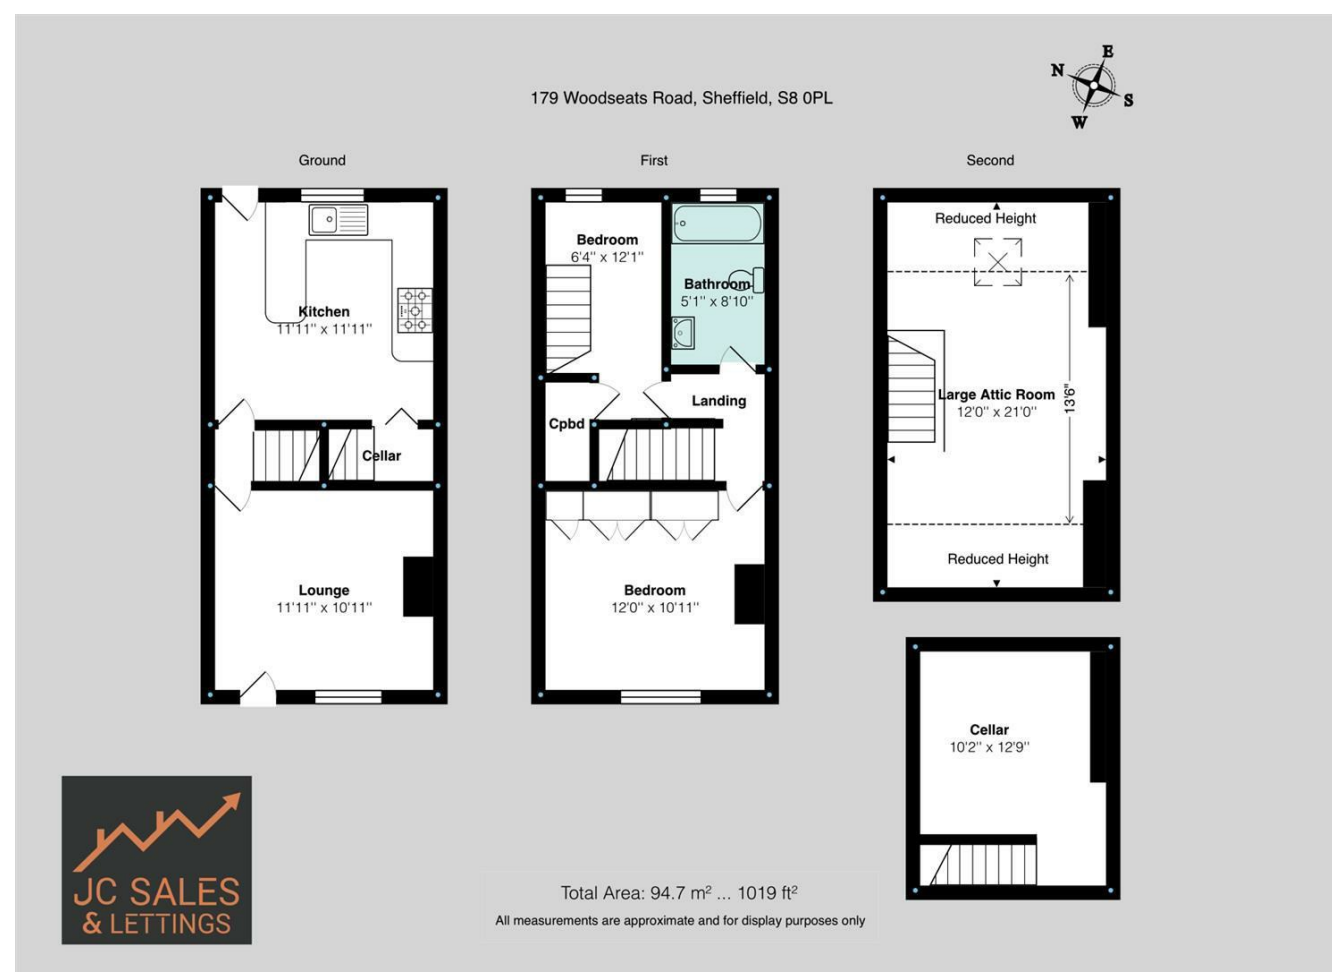 E
N
S
W
179 Woodseats Road, Sheffield, S8 0PL
Ground
First
Second
Kitchen
11'11" x 11'11"
Cellar
Lounge
11'11" x 10'11"
Bedroom
6'4" x 12'1"
Bathroom
5'1" x 8'10"
Landing
Cpbd
Bedroom
12'0" x 10'11"
Reduced Height
Large Attic Room
12'0" x 21'0"
13'6"
Reduced Height
Cellar
10'2" x 12'9"
JC SALES
& LETTINGS
Total Area: 94.7 m² ... 1019 ft²
All measurements are approximate and for display purposes only